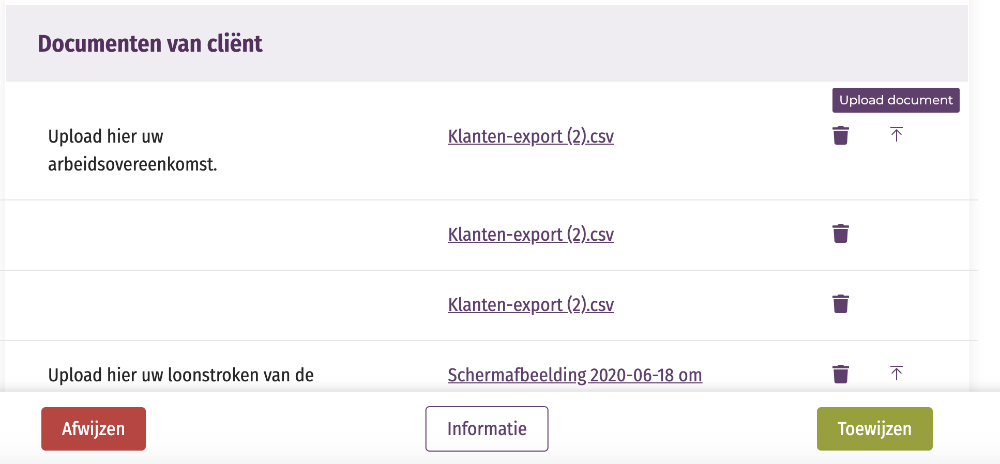 Documenten van cliënt
Upload document
Upload hier uw
arbeidsovereenkomst.
Klanten-export (2).csv
Klanten-export (2).csv
Klanten-export (2).csv
Upload hier uw loonstroken van de
Schermafbeelding 2020-06-18 om
Afwijzen
Informatie
Toewijzen